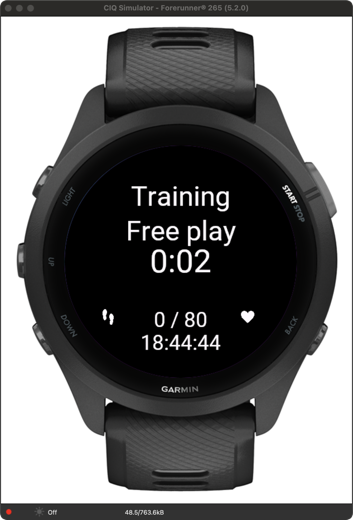 CIQ Simulator - Forerunner® 265 (5.2.0)
LIGHT
START STOP
UP
DOWN
BACK
Training
Free play
0:02
0 / 80
18:44:44
GARMIN
Off
48.5/763.6kB